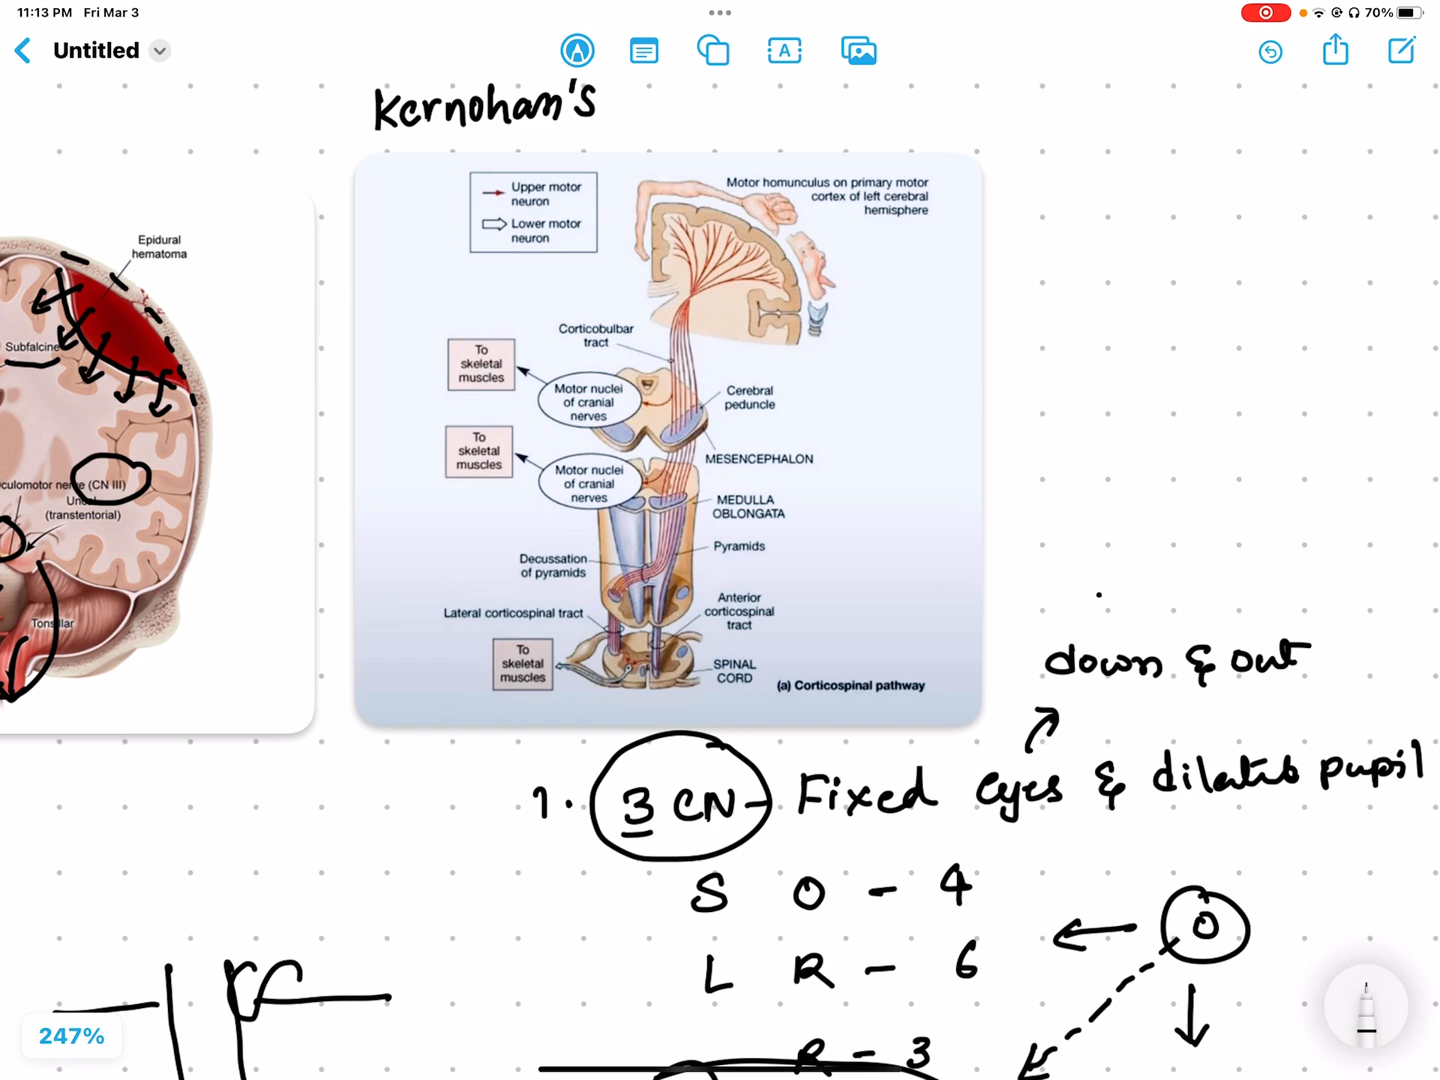 11:13 PM Fri Mar 3
70%
Untitled
A
Kernohan's
Epidural
hematoma
Subfalcine
culomotor nerve (CN III)
(transtentorial)
Upper motor
neuron
Lower motor
neuron
Motor homunculus on primary motor
cortex of left cerebral
hemisphere
Corticobulbar
tract
To
skeletal
muscles
Motor nuclei
of cranial
nerves
Cerebral
peduncle
To
skeletal
muscles
Motor nuclei
of cranial
nerves
MESENCEPHALON
MEDULLA
OBLONGATA
Pyramids
Decussation
of pyramids
Lateral corticospinal tract
Anterior
corticospinal
tract
To
skeletal
muscles
SPINAL
CORD
(a) Corticospinal pathway
down & out
1. 3 CN - Fixed eyes & dilated pupil
S O - 4
L R - 6
R - 3
247%